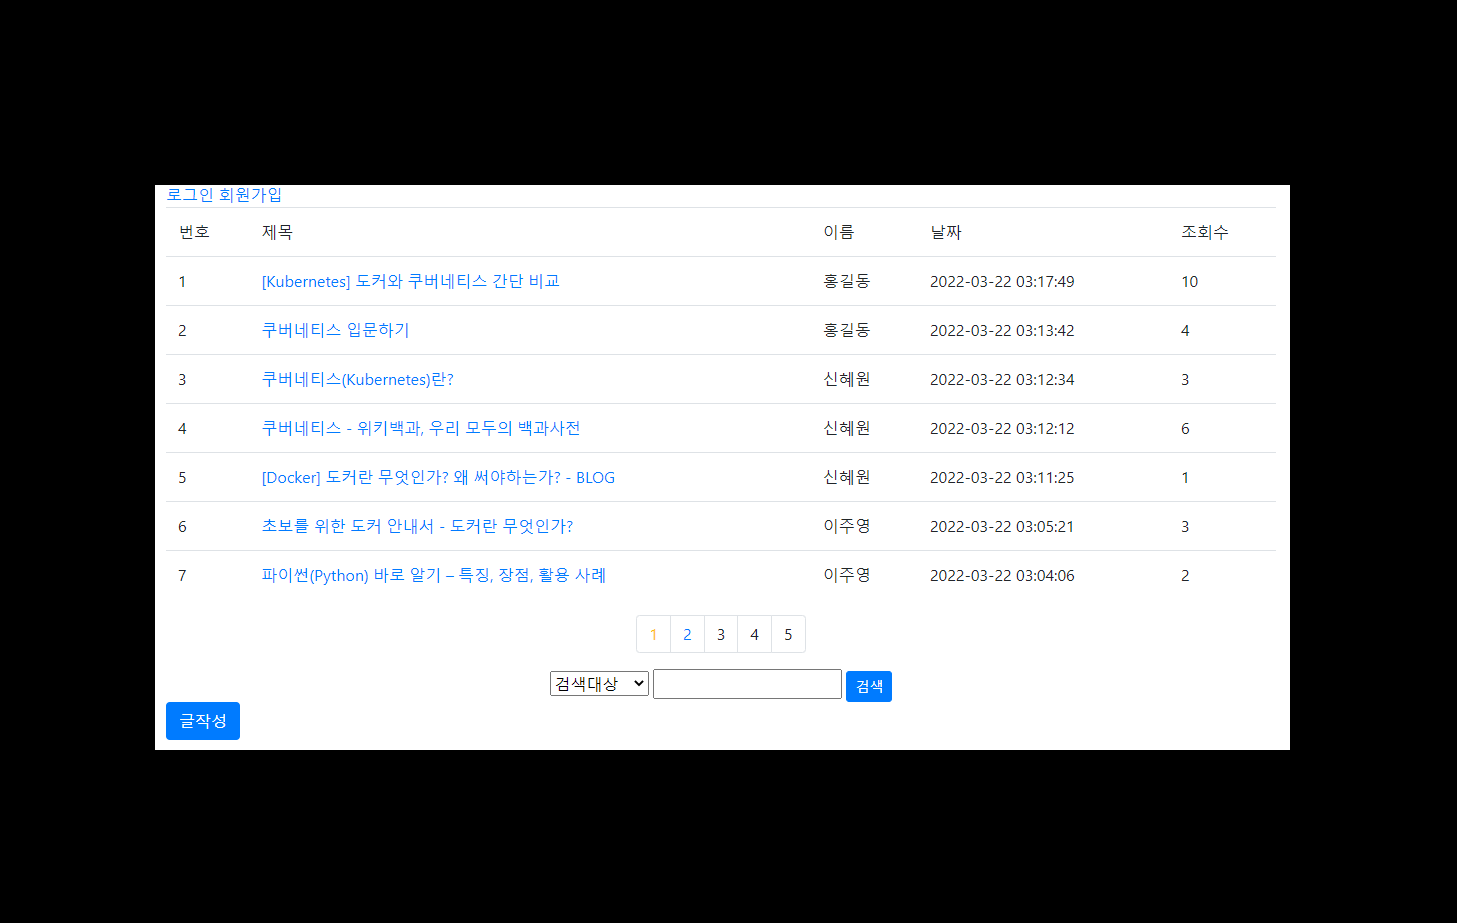 로그인 회원가입
번호 제목 이름 날짜 조회수
1 [Kubernetes] 도커와 쿠버네티스 간단 비교 홍길동 2022-03-22 03:17:49 10
2 쿠버네티스 입문하기 홍길동 2022-03-22 03:13:42 4
3 쿠버네티스(Kubernetes)란? 신혜원 2022-03-22 03:12:34 3
4 쿠버네티스 - 위키백과, 우리 모두의 백과사전 신혜원 2022-03-22 03:12:12 6
5 [Docker] 도커란 무엇인가? 왜 써야하는가? - BLOG 신혜원 2022-03-22 03:11:25 1
6 초보를 위한 도커 안내서 - 도커란 무엇인가? 이주영 2022-03-22 03:05:21 3
7 파이썬(Python) 바로 알기 – 특징, 장점, 활용 사례 이주영 2022-03-22 03:04:06 2
1 2 3 4 5
검색대상 검색
글작성